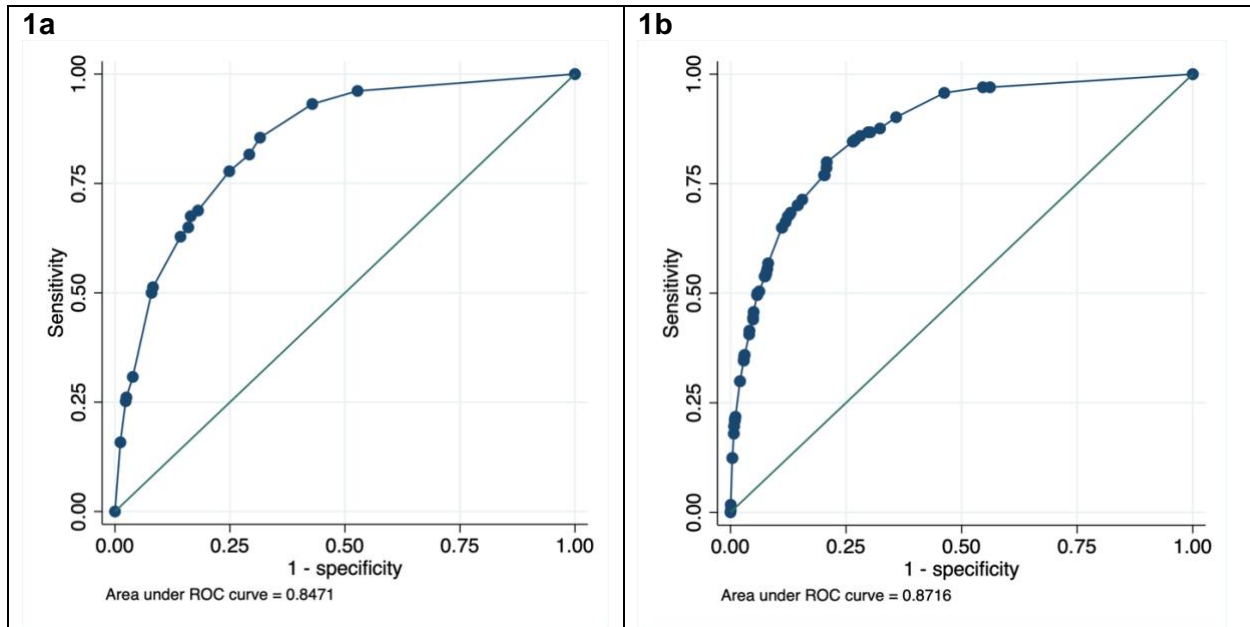 1a
1.00
0.75
0.50
0.25
0.00
Sensitivity
0.00 0.25 0.50 0.75 1.00
1 - specificity
Area under ROC curve = 0.8471
1b
1.00
0.75
0.50
0.25
0.00
Sensitivity
0.00 0.25 0.50 0.75 1.00
1 - specificity
Area under ROC curve = 0.8716